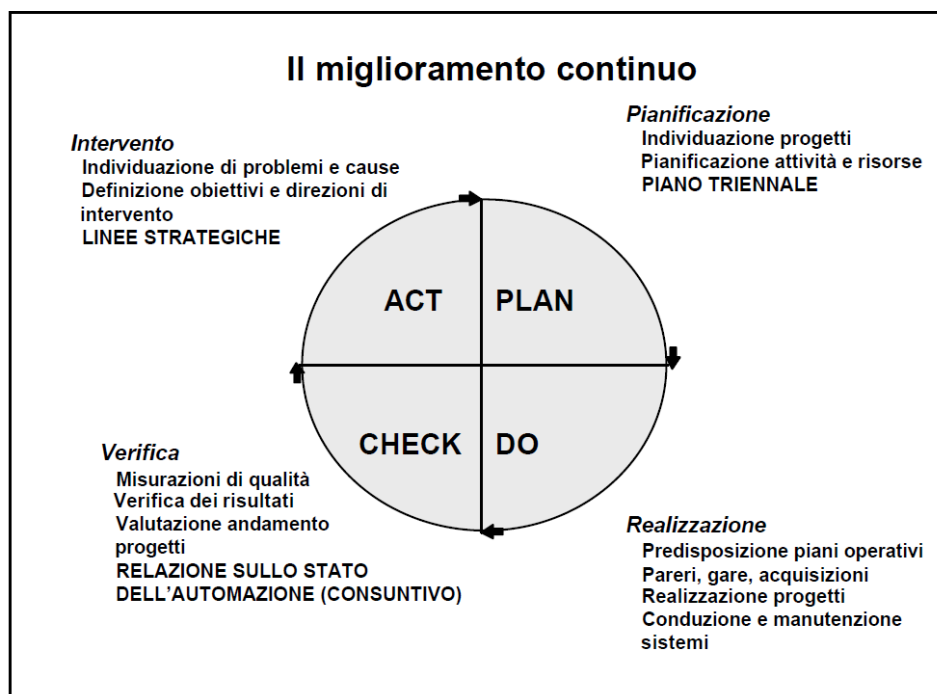 Il miglioramento continuo
Intervento
Individuazione di problemi e cause
Definizione obiettivi e direzioni di
intervento
LINEE STRATEGICHE
Pianificazione
Individuazione progetti
Pianificazione attività e risorse
PIANO TRIENNALE
ACT
PLAN
CHECK
DO
Verifica
Misurazioni di qualità
Verifica dei risultati
Valutazione andamento
progetti
RELAZIONE SULLO STATO
DELL'AUTOMAZIONE (CONSUNTIVO)
Realizzazione
Predisposizione piani operativi
Pareri, gare, acquisizioni
Realizzazione progetti
Conduzione e manutenzione
sistemi